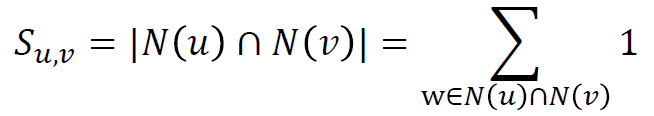 S_{u,v} = |N(u) ∩ N(v)| = ∑_{w∈N(u)∩N(v)} 1